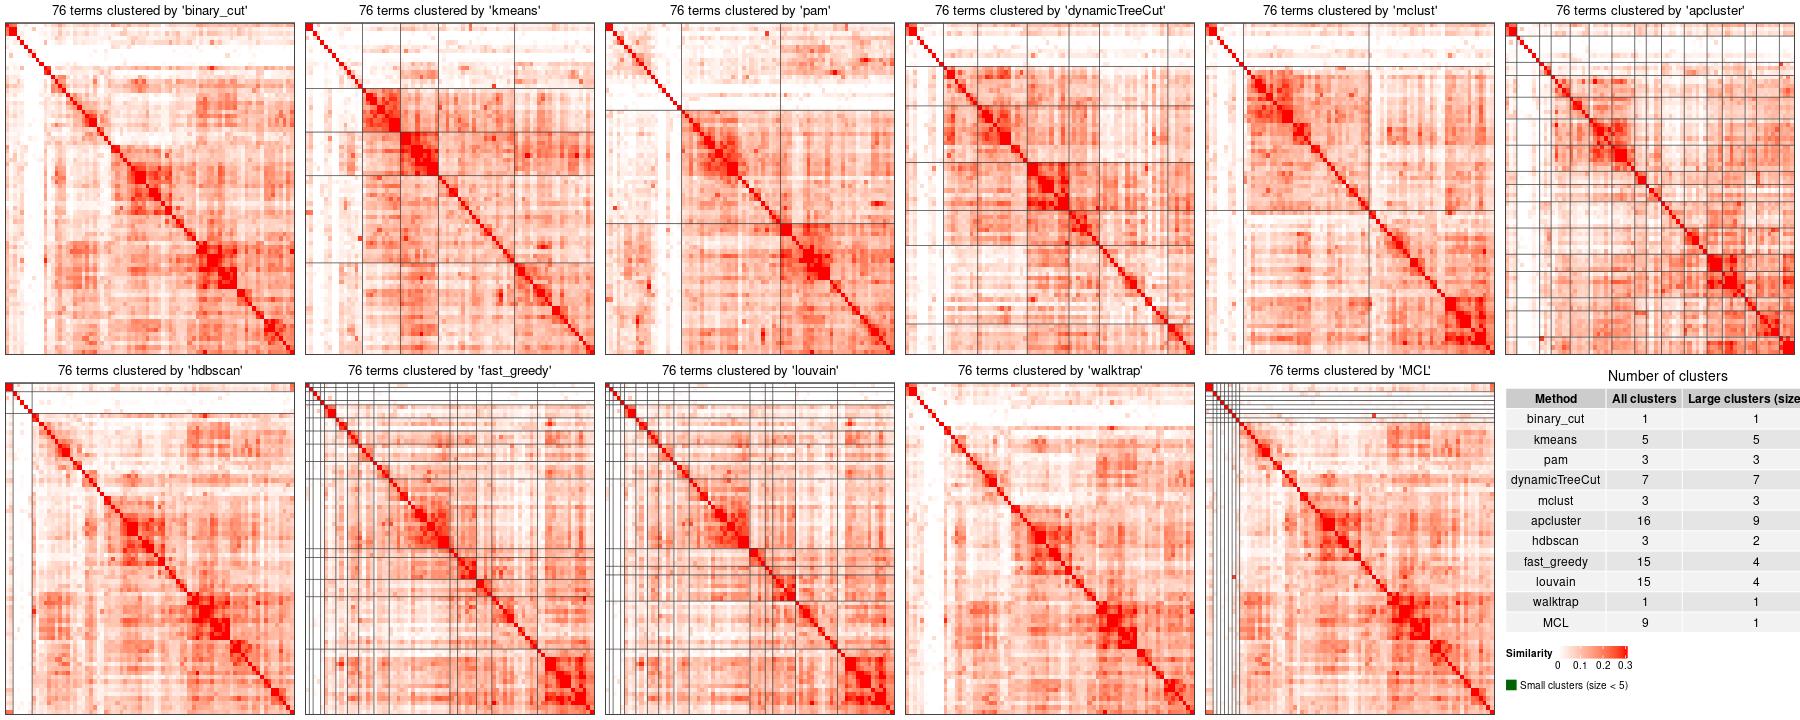 76 terms clustered by 'binary_cut'
76 terms clustered by 'kmeans'
76 terms clustered by 'pam'
76 terms clustered by 'dynamicTreeCut'
76 terms clustered by 'mclust'
76 terms clustered by 'apcluster'
76 terms clustered by 'hdbscan'
76 terms clustered by 'fast_greedy'
76 terms clustered by 'louvain'
76 terms clustered by 'walktrap'
76 terms clustered by 'MCL'
Number of clusters
Method All clusters Large clusters (size
binary_cut 1 1
kmeans 5 5
pam 3 3
dynamicTreeCut 7 7
mclust 3 3
apcluster 16 9
hdbscan 3 2
fast_greedy 15 4
louvain 15 4
walktrap 1 1
MCL 9 1
Similarity
0 0.1 0.2 0.3
Small clusters (size < 5)